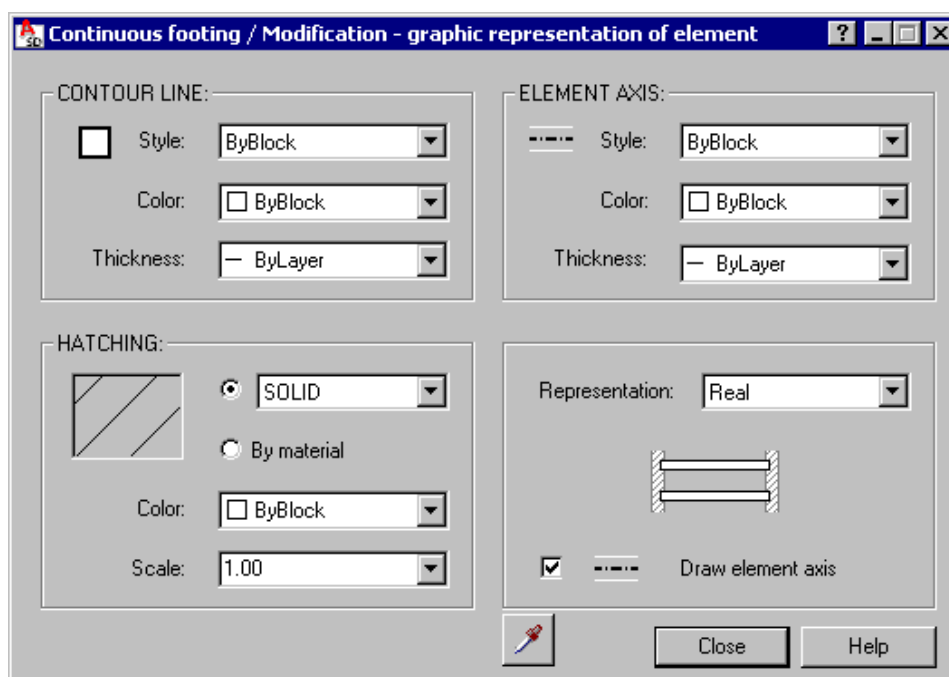 Continuous footing / Modification - graphic representation of element
CONTOUR LINE:
Style: ByBlock
Color: ByBlock
Thickness: ByLayer
ELEMENT AXIS:
Style: ByBlock
Color: ByBlock
Thickness: ByLayer
HATCHING:
SOLID
By material
Color: ByBlock
Scale: 1.00
Representation: Real
Draw element axis
Close Help